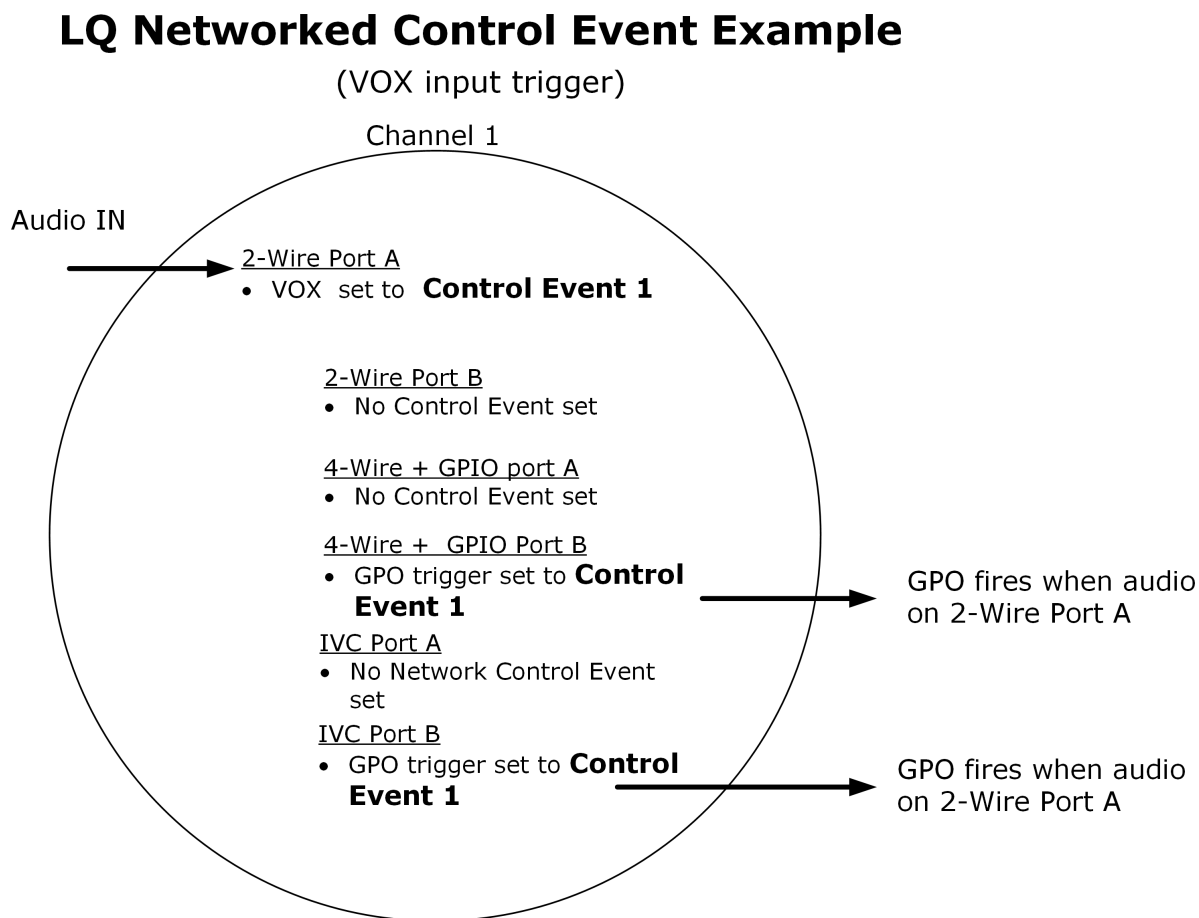 LQ Networked Control Event Example
(VOX input trigger)
Channel 1
Audio IN
2-Wire Port A
• VOX set to Control Event 1
2-Wire Port B
• No Control Event set
4-Wire + GPIO port A
• No Control Event set
4-Wire + GPIO Port B
• GPO trigger set to Control
Event 1
GPO fires when audio
on 2-Wire Port A
IVC Port A
• No Network Control Event
set
IVC Port B
• GPO trigger set to Control
Event 1
GPO fires when audio
on 2-Wire Port A